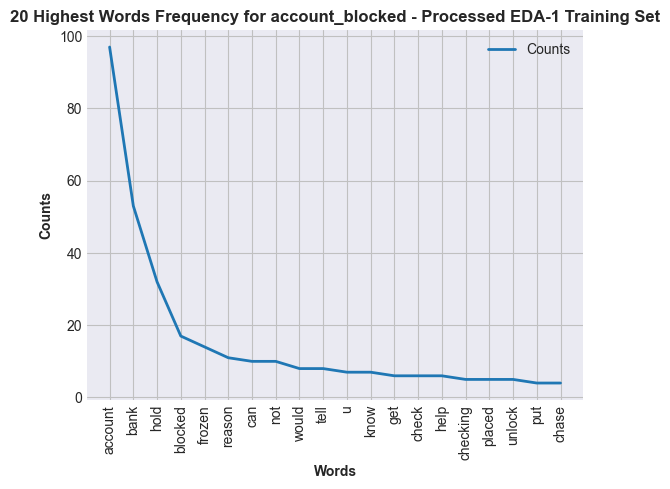 20 Highest Words Frequency for account_blocked - Processed EDA-1 Training Set
Counts
100
80
60
40
20
0
Counts
account
bank
hold
blocked
frozen
reason
can
not
would
tell
u
know
get
check
help
checking
placed
unlock
put
chase
Words